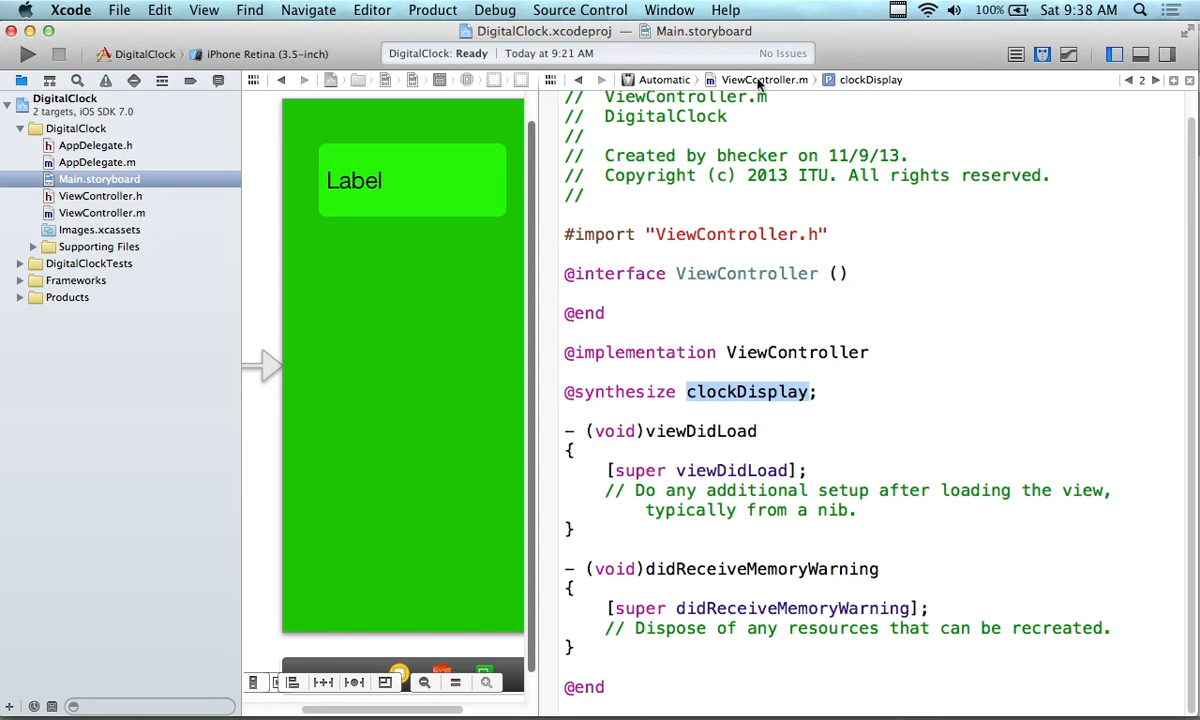 Xcode File Edit View Find Navigate Editor Product Debug Source Control Window Help 100% Sat 9:38 AM
DigitalClock.xcodeproj — Main.storyboard
DigitalClock iPhone Retina (3.5-inch) DigitalClock: Ready Today at 9:21 AM No Issues
Automatic ViewController.m clockDisplay 2
DigitalClock
2 targets, iOS SDK 7.0
DigitalClock
AppDelegate.h
AppDelegate.m
Main.storyboard
ViewController.h
ViewController.m
Images.xcassets
Supporting Files
DigitalClockTests
Frameworks
Products
Label
// ViewController.m
// DigitalClock
//
// Created by bhecker on 11/9/13.
// Copyright (c) 2013 ITU. All rights reserved.
//
#import "ViewController.h"
@interface ViewController ()
@end
@implementation ViewController
@synthesize clockDisplay;
- (void)viewDidLoad
{
[super viewDidLoad];
// Do any additional setup after loading the view,
typically from a nib.
}
- (void)didReceiveMemoryWarning
{
[super didReceiveMemoryWarning];
// Dispose of any resources that can be recreated.
}
@end